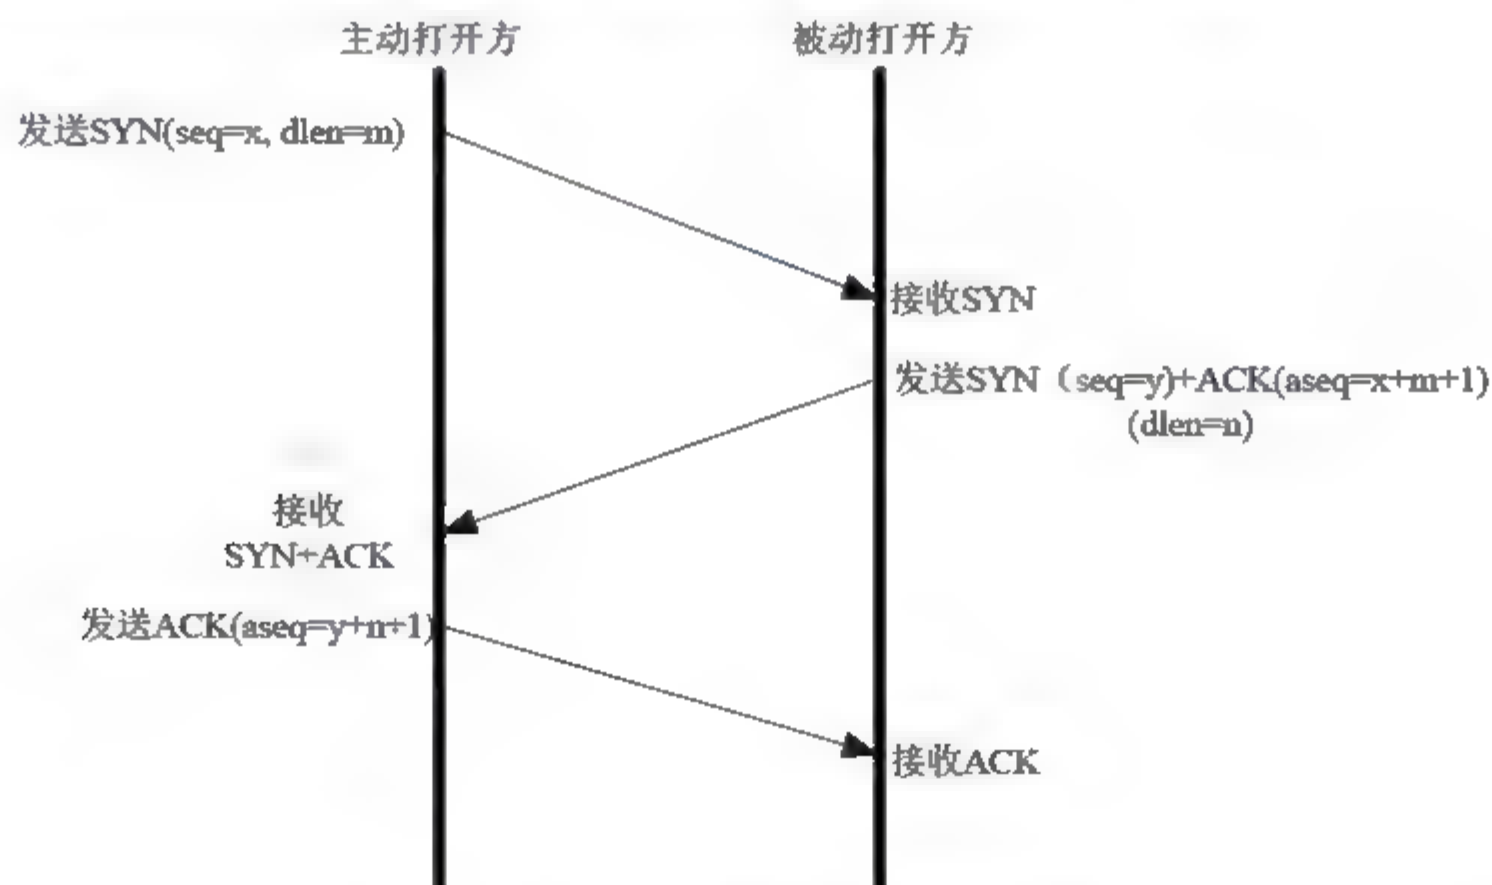 主动打开方
被动打开方
发送SYN(seq=x, dlen=m)
接收SYN
发送SYN（seq=y)+ACK(aseq=x+m+1)
(dlen=n)
接收
SYN+ACK
发送ACK(aseq=y+n+1)
接收ACK